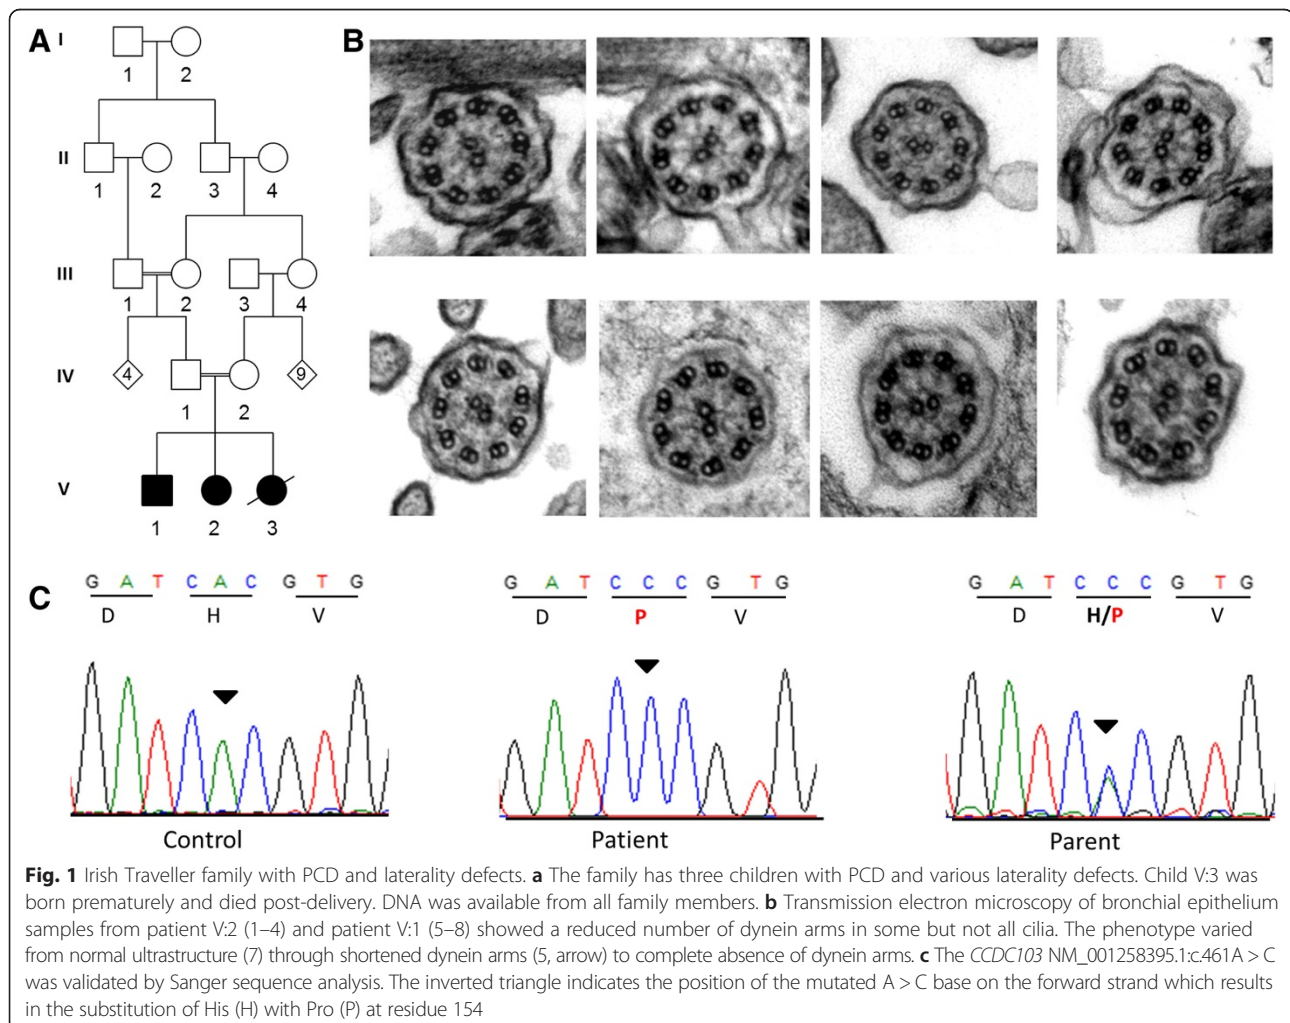 A
I
1 2
II
1 2 3 4
III
1 2 3 4
4 9
IV
1 2
V
1 2 3
B
C
G A T C A C G T G
D H V
Control
G A T C C C G T G
D P V
Patient
G A T C C C G T G
D H/P V
Parent
Fig. 1 Irish Traveller family with PCD and laterality defects. a The family has three children with PCD and various laterality defects. Child V:3 was
born prematurely and died post-delivery. DNA was available from all family members. b Transmission electron microscopy of bronchial epithelium
samples from patient V:2 (1–4) and patient V:1 (5–8) showed a reduced number of dynein arms in some but not all cilia. The phenotype varied
from normal ultrastructure (7) through shortened dynein arms (5, arrow) to complete absence of dynein arms. c The CCDC103 NM_001258395.1:c.461A > C
was validated by Sanger sequence analysis. The inverted triangle indicates the position of the mutated A > C base on the forward strand which results
in the substitution of His (H) with Pro (P) at residue 154